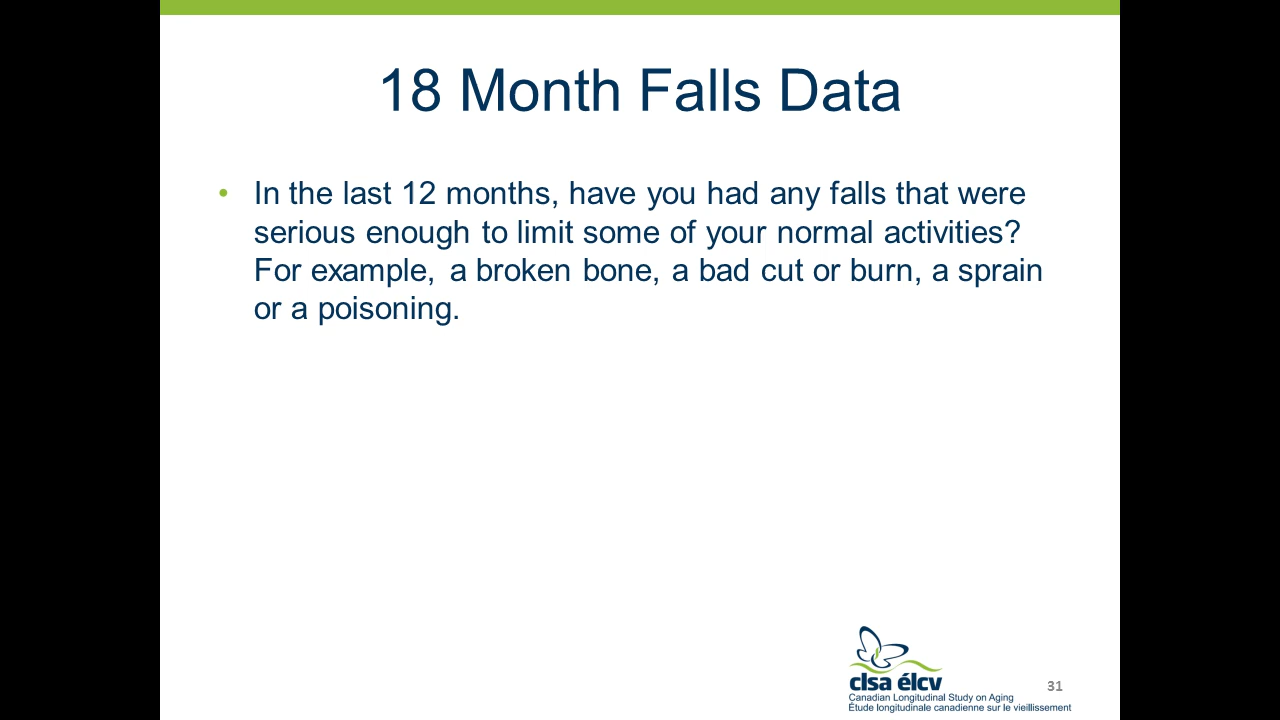 18 Month Falls Data
• In the last 12 months, have you had any falls that were
serious enough to limit some of your normal activities?
For example, a broken bone, a bad cut or burn, a sprain
or a poisoning.
clsa élcv
Canadian Longitudinal Study on Aging
Étude longitudinale canadienne sur le vieillissement
31